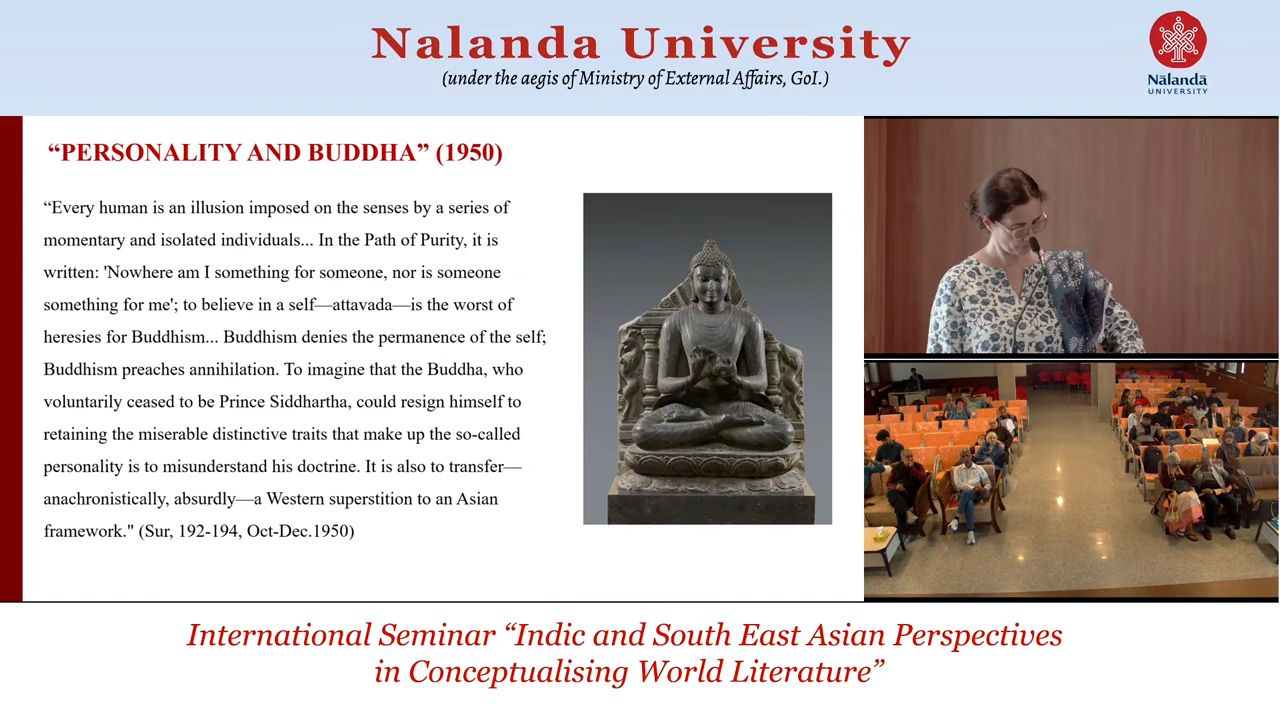 Nalanda University
(under the aegis of Ministry of External Affairs, GoI.)
Nālandā
UNIVERSITY
“PERSONALITY AND BUDDHA” (1950)
“Every human is an illusion imposed on the senses by a series of
momentary and isolated individuals... In the Path of Purity, it is
written: 'Nowhere am I something for someone, nor is someone
something for me'; to believe in a self—attavada—is the worst of
heresies for Buddhism... Buddhism denies the permanence of the self;
Buddhism preaches annihilation. To imagine that the Buddha, who
voluntarily ceased to be Prince Siddhartha, could resign himself to
retaining the miserable distinctive traits that make up the so-called
personality is to misunderstand his doctrine. It is also to transfer—
anachronistically, absurdly—a Western superstition to an Asian
framework." (Sur, 192-194, Oct-Dec.1950)
International Seminar “Indic and South East Asian Perspectives
in Conceptualising World Literature”